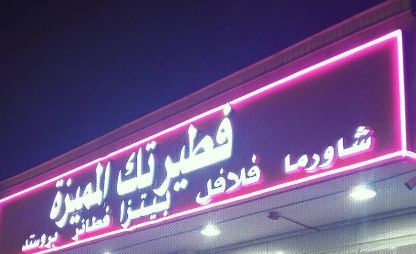 فطيرتك المميزة
شاورما فلافل بيتزا فطائر بروستد